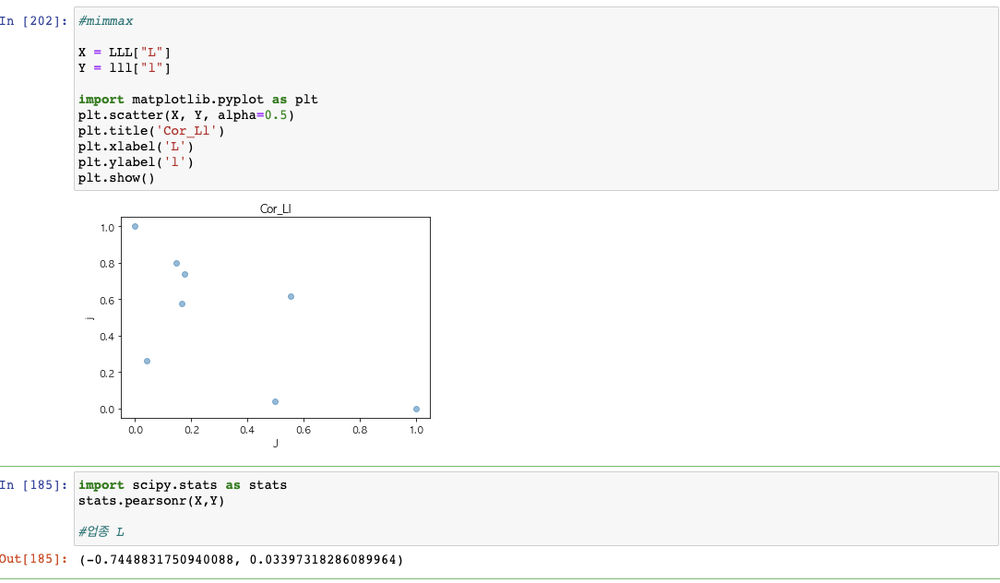 In [202]: #mimmax
X = LLL["L"]
Y = lll["l"]
import matplotlib.pyplot as plt
plt.scatter(X, Y, alpha=0.5)
plt.title('Cor_Ll')
plt.xlabel('L')
plt.ylabel('l')
plt.show()
Cor_Ll
1.0
0.8
0.6
0.4
0.2
0.0
j
0.0 0.2 0.4 0.6 0.8 1.0
J
In [185]: import scipy.stats as stats
stats.pearsonr(X,Y)
#업종 L
Out[185]: (-0.7448831750940088, 0.03397318286089964)